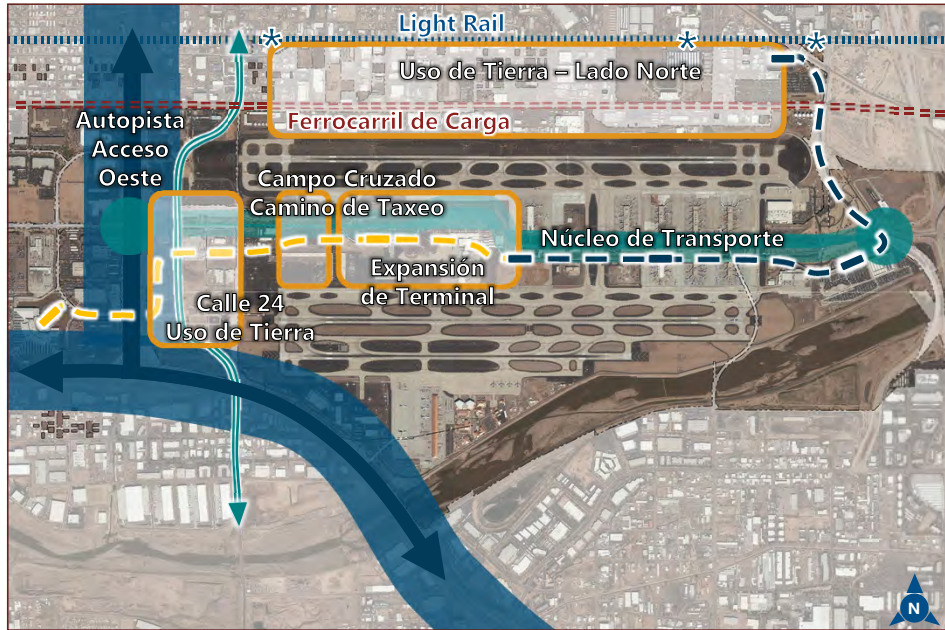 Light Rail
Uso de Tierra – Lado Norte
Ferrocarril de Carga
Autopista
Acceso
Oeste
Campo Cruzado
Camino de Taxeo
Núcleo de Transporte
Expansión
de Terminal
Calle 24
Uso de Tierra
N